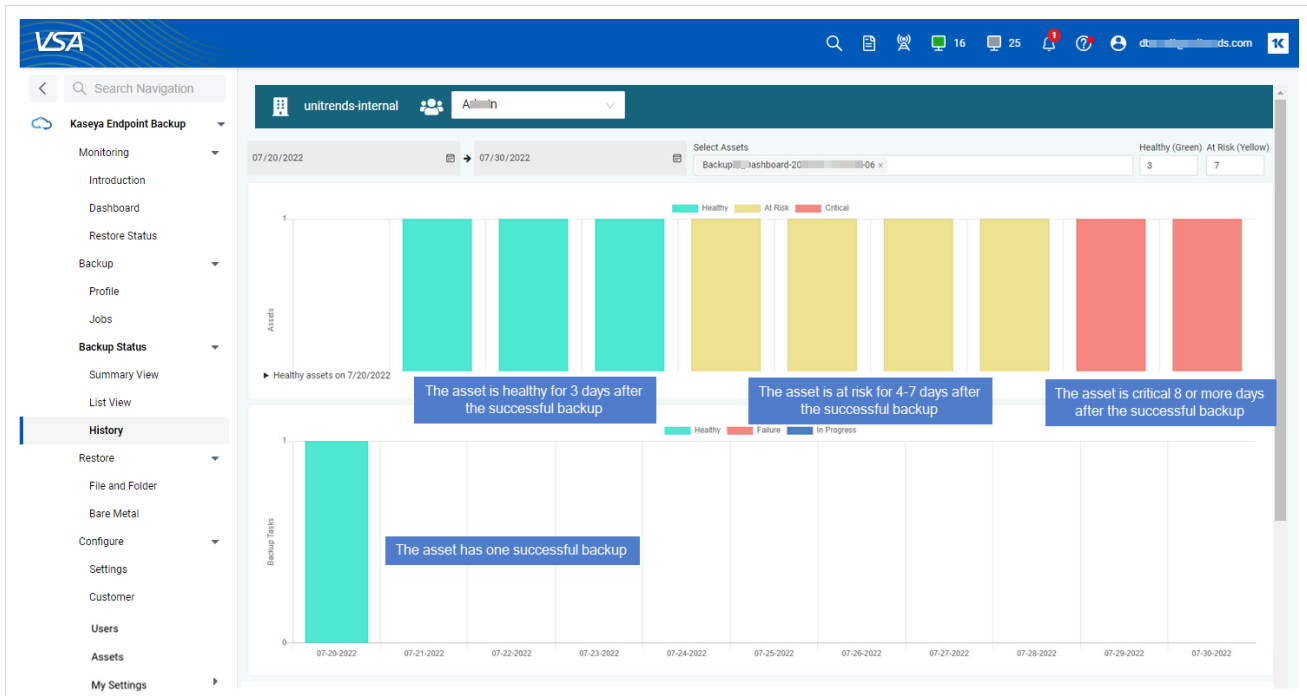 VSA
16
25
1
ds.com
Search Navigation
Kaseya Endpoint Backup
Monitoring
Introduction
Dashboard
Restore Status
Backup
Profile
Jobs
Backup Status
Summary View
List View
History
Restore
File and Folder
Bare Metal
Configure
Settings
Customer
Users
Assets
My Settings
unitrends-internal
07/20/2022
07/30/2022
Select Assets
Healthy (Green) At Risk (Yellow)
3
7
Healthy At Risk Critical
1
Assets
Healthy assets on 7/20/2022
The asset is healthy for 3 days after
the successful backup
The asset is at risk for 4-7 days after
the successful backup
The asset is critical 8 or more days
after the successful backup
Healthy Failure In Progress
1
Backup Tasks
The asset has one successful backup
0
07-20-2022 07-21-2022 07-22-2022 07-23-2022 07-24-2022 07-25-2022 07-26-2022 07-27-2022 07-28-2022 07-29-2022 07-30-2022